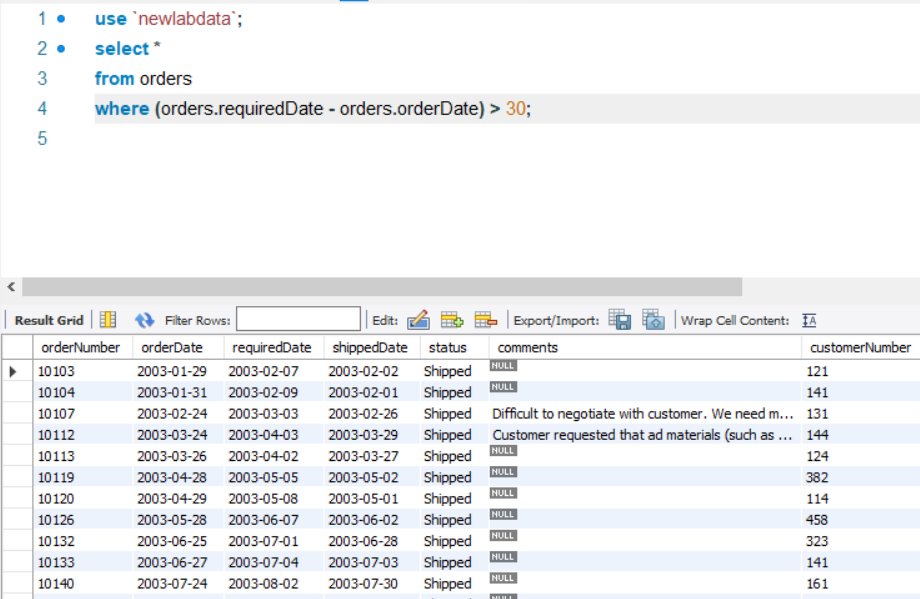 1 use `newlabdata`;
2 select *
3 from orders
4 where (orders.requiredDate - orders.orderDate) > 30;
5
Result Grid Filter Rows: Edit: Export/Import: Wrap Cell Content: IA
orderNumber orderDate requiredDate shippedDate status comments customerNumber
10103 2003-01-29 2003-02-07 2003-02-02 Shipped NULL 121
10104 2003-01-31 2003-02-09 2003-02-01 Shipped NULL 141
10107 2003-02-24 2003-03-03 2003-02-26 Shipped Difficult to negotiate with customer. We need m... 131
10112 2003-03-24 2003-04-03 2003-03-29 Shipped Customer requested that ad materials (such as ... 144
10113 2003-03-26 2003-04-02 2003-03-27 Shipped NULL 124
10119 2003-04-28 2003-05-05 2003-05-02 Shipped NULL 382
10120 2003-04-29 2003-05-08 2003-05-01 Shipped NULL 114
10126 2003-05-28 2003-06-07 2003-06-02 Shipped NULL 458
10132 2003-06-25 2003-07-01 2003-06-28 Shipped NULL 323
10133 2003-06-27 2003-07-04 2003-07-03 Shipped NULL 141
10140 2003-07-24 2003-08-02 2003-07-30 Shipped NULL 161
NULL